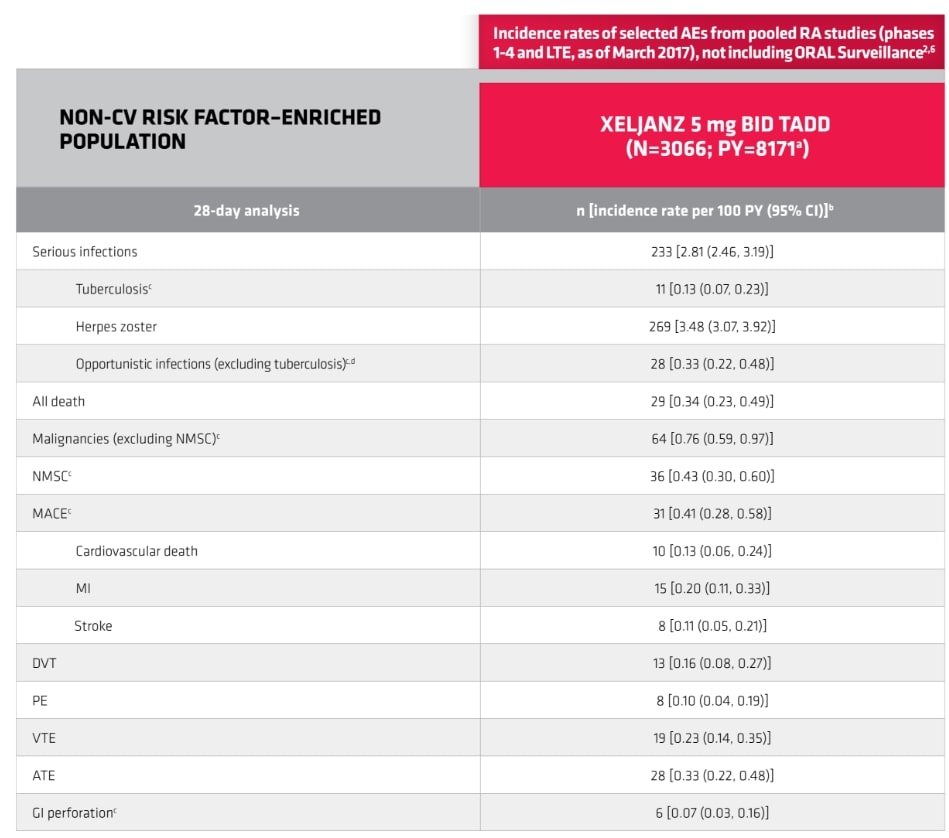 Incidence rates of selected AEs from pooled RA studies (phases
1-4 and LTE, as of March 2017), not including ORAL Surveillance²,⁶
NON-CV RISK FACTOR–ENRICHED
POPULATION
XELJANZ 5 mg BID TADD
(N=3066; PY=8171ᵃ)
28-day analysis
n [incidence rate per 100 PY (95% CI)]ᵇ
Serious infections
233 [2.81 (2.46, 3.19)]
Tuberculosisᶜ
11 [0.13 (0.07, 0.23)]
Herpes zoster
269 [3.48 (3.07, 3.92)]
Opportunistic infections (excluding tuberculosis)ᶜ,ᵈ
28 [0.33 (0.22, 0.48)]
All death
29 [0.34 (0.23, 0.49)]
Malignancies (excluding NMSC)ᶜ
64 [0.76 (0.59, 0.97)]
NMSCᶜ
36 [0.43 (0.30, 0.60)]
MACEᶜ
31 [0.41 (0.28, 0.58)]
Cardiovascular death
10 [0.13 (0.06, 0.24)]
MI
15 [0.20 (0.11, 0.33)]
Stroke
8 [0.11 (0.05, 0.21)]
DVT
13 [0.16 (0.08, 0.27)]
PE
8 [0.10 (0.04, 0.19)]
VTE
19 [0.23 (0.14, 0.35)]
ATE
28 [0.33 (0.22, 0.48)]
GI perforationᶜ
6 [0.07 (0.03, 0.16)]